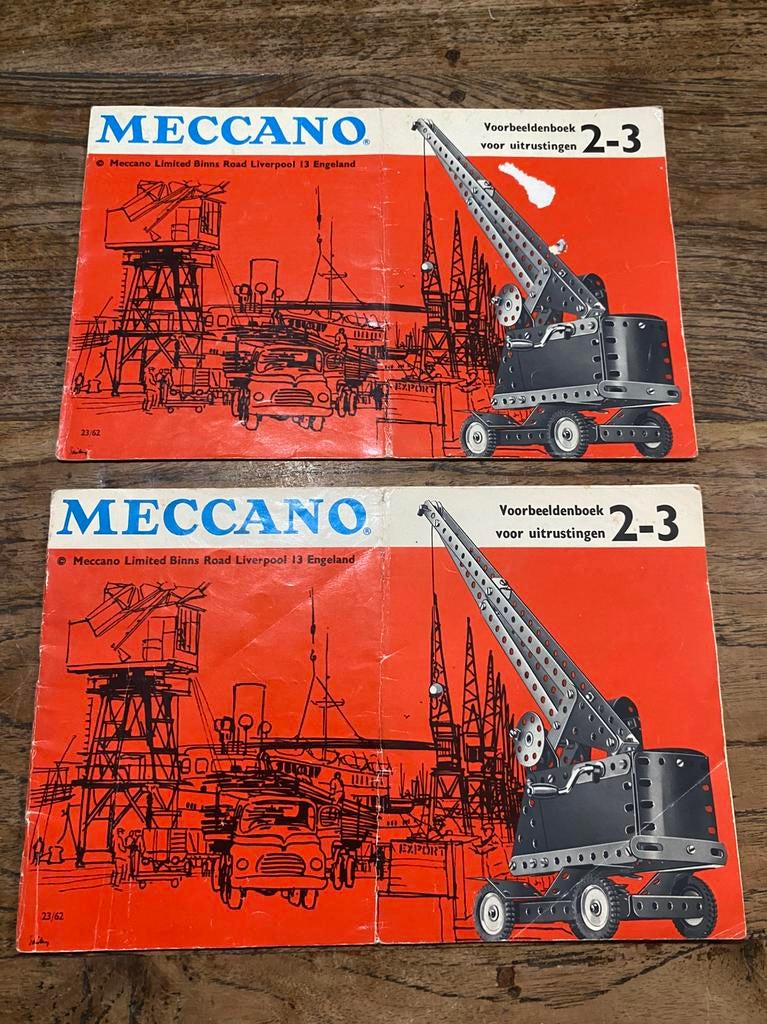 MECCANO®
Voorbeeldenboek
voor uitrustingen 2-3
© Meccano Limited Binns Road Liverpool 13 Engeland
EXPORT
23/62
MECCANO®
Voorbeeldenboek
voor uitrustingen 2-3
© Meccano Limited Binns Road Liverpool 13 Engeland
EXPORT
23/62